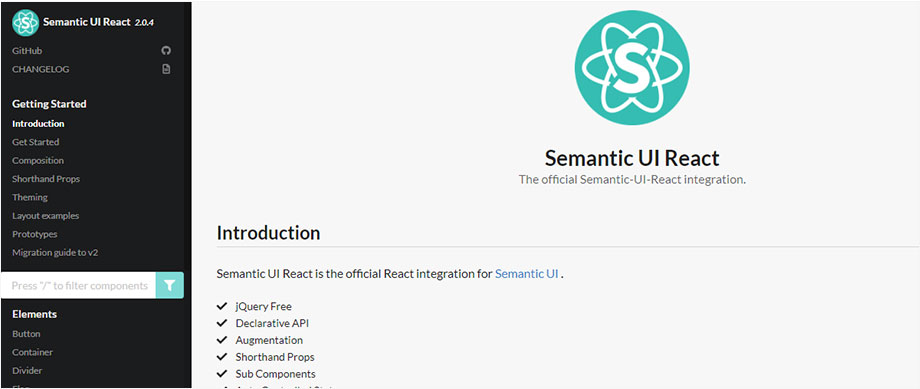 Semantic UI React 2.0.4
GitHub
CHANGELOG
Getting Started
Introduction
Get Started
Composition
Shorthand Props
Theming
Layout examples
Prototypes
Migration guide to v2
Press "/" to filter components
Elements
Button
Container
Divider
S
Semantic UI React
The official Semantic-UI-React integration.
Introduction
Semantic UI React is the official React integration for Semantic UI .
jQuery Free
Declarative API
Augmentation
Shorthand Props
Sub Components